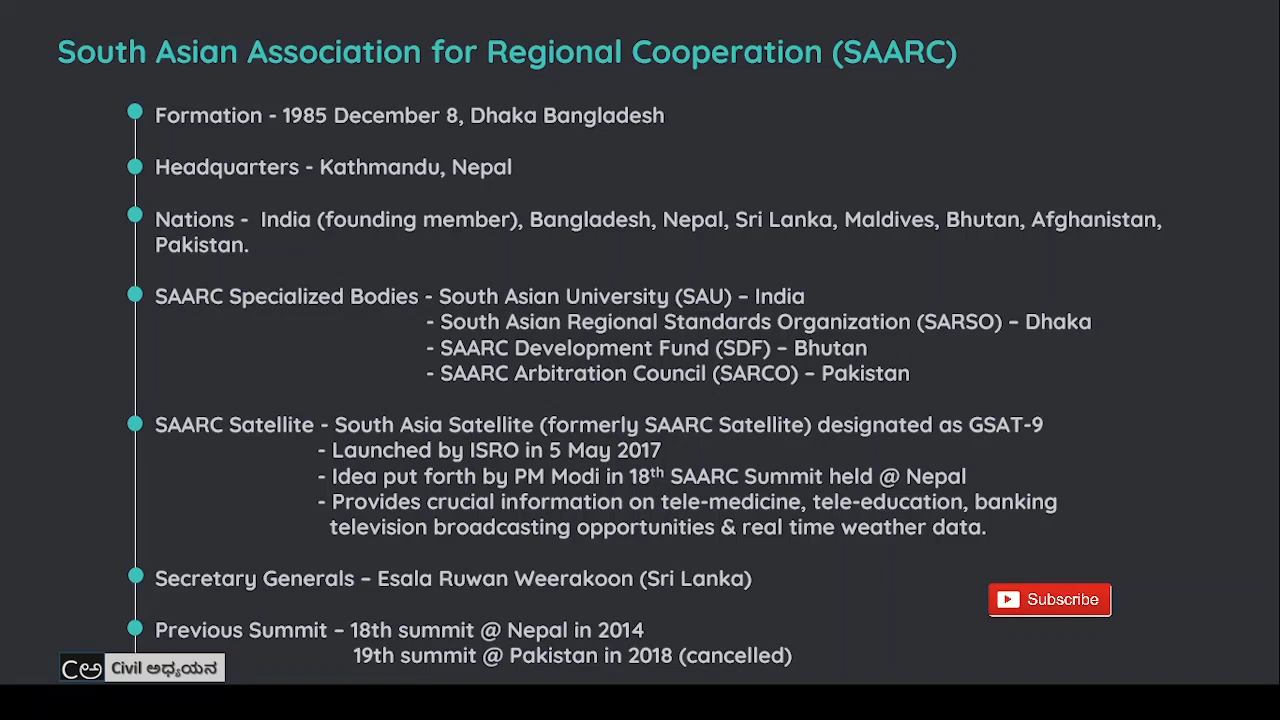 South Asian Association for Regional Cooperation (SAARC)
Formation - 1985 December 8, Dhaka Bangladesh
Headquarters - Kathmandu, Nepal
Nations -  India (founding member), Bangladesh, Nepal, Sri Lanka, Maldives, Bhutan, Afghanistan,
Pakistan.
SAARC Specialized Bodies - South Asian University (SAU) – India
- South Asian Regional Standards Organization (SARSO) – Dhaka
- SAARC Development Fund (SDF) – Bhutan
- SAARC Arbitration Council (SARCO) – Pakistan
SAARC Satellite - South Asia Satellite (formerly SAARC Satellite) designated as GSAT-9
- Launched by ISRO in 5 May 2017
- Idea put forth by PM Modi in 18th SAARC Summit held @ Nepal
- Provides crucial information on tele-medicine, tele-education, banking
television broadcasting opportunities & real time weather data.
Secretary Generals – Esala Ruwan Weerakoon (Sri Lanka)
Subscribe
Previous Summit – 18th summit @ Nepal in 2014
19th summit @ Pakistan in 2018 (cancelled)
Cಅ Civil ಅಧ್ಯಯನ